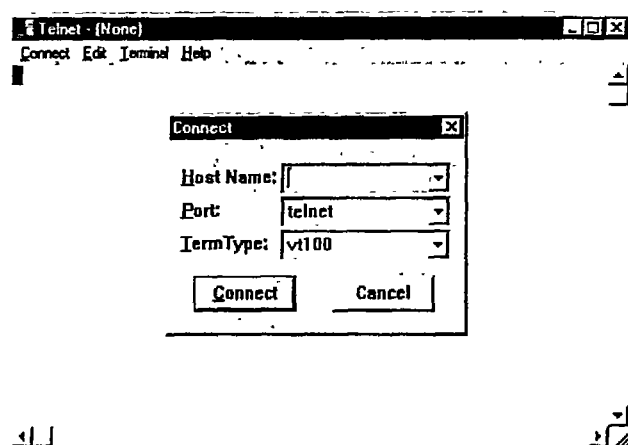 Telnet - (None)
Connect Edit Terminal Help
Connect
Host Name:
Port: telnet
TermType: vt100
Connect Cancel